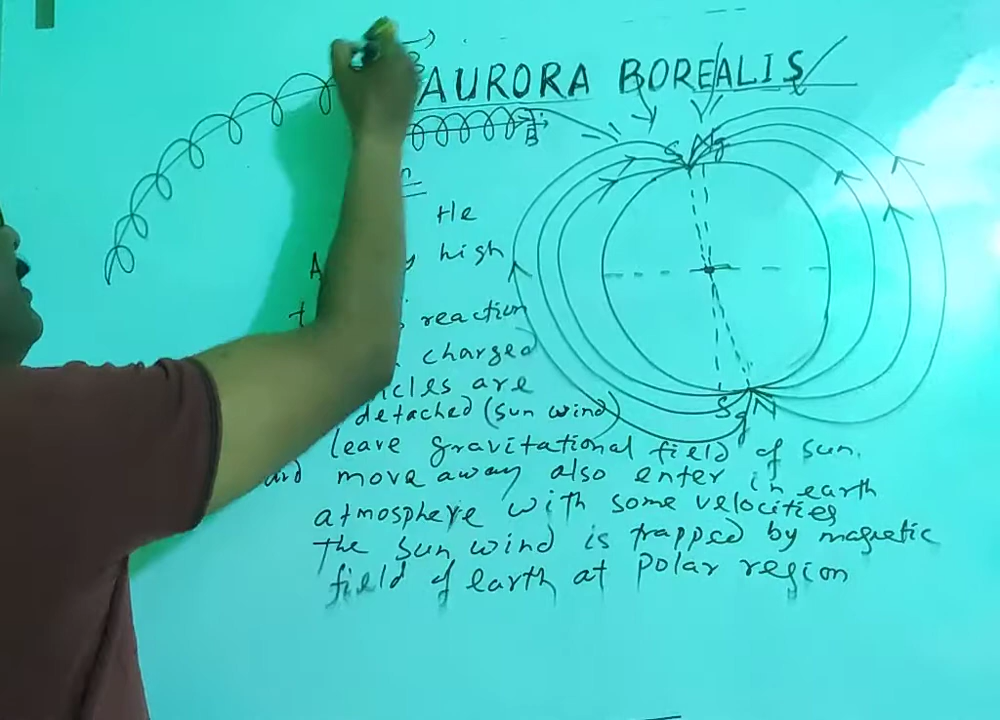 AURORA BOREALIS
B
S Ng
He
high
reaction
charged
are
detached (sun wind)
Sg N
leave gravitational field of sun.
and move away also enter in earth
atmosphere with some velocities
The sun wind is trapped by magnetic
field of earth at polar region